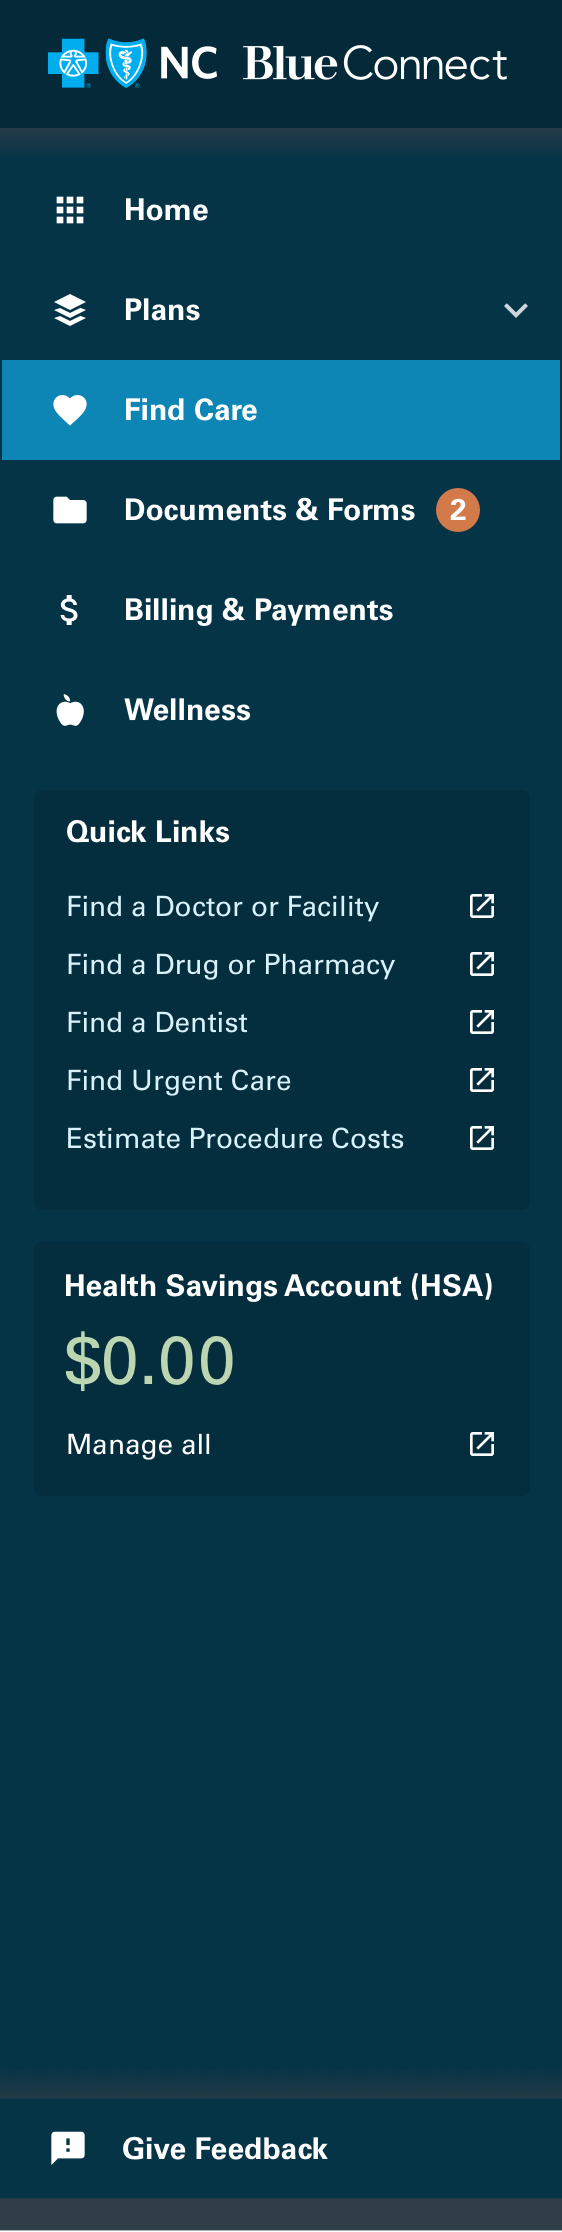 NC BlueConnect
Home
Plans
Find Care
Documents & Forms 2
Billing & Payments
Wellness
Quick Links
Find a Doctor or Facility
Find a Drug or Pharmacy
Find a Dentist
Find Urgent Care
Estimate Procedure Costs
Health Savings Account (HSA)
$0.00
Manage all
Give Feedback